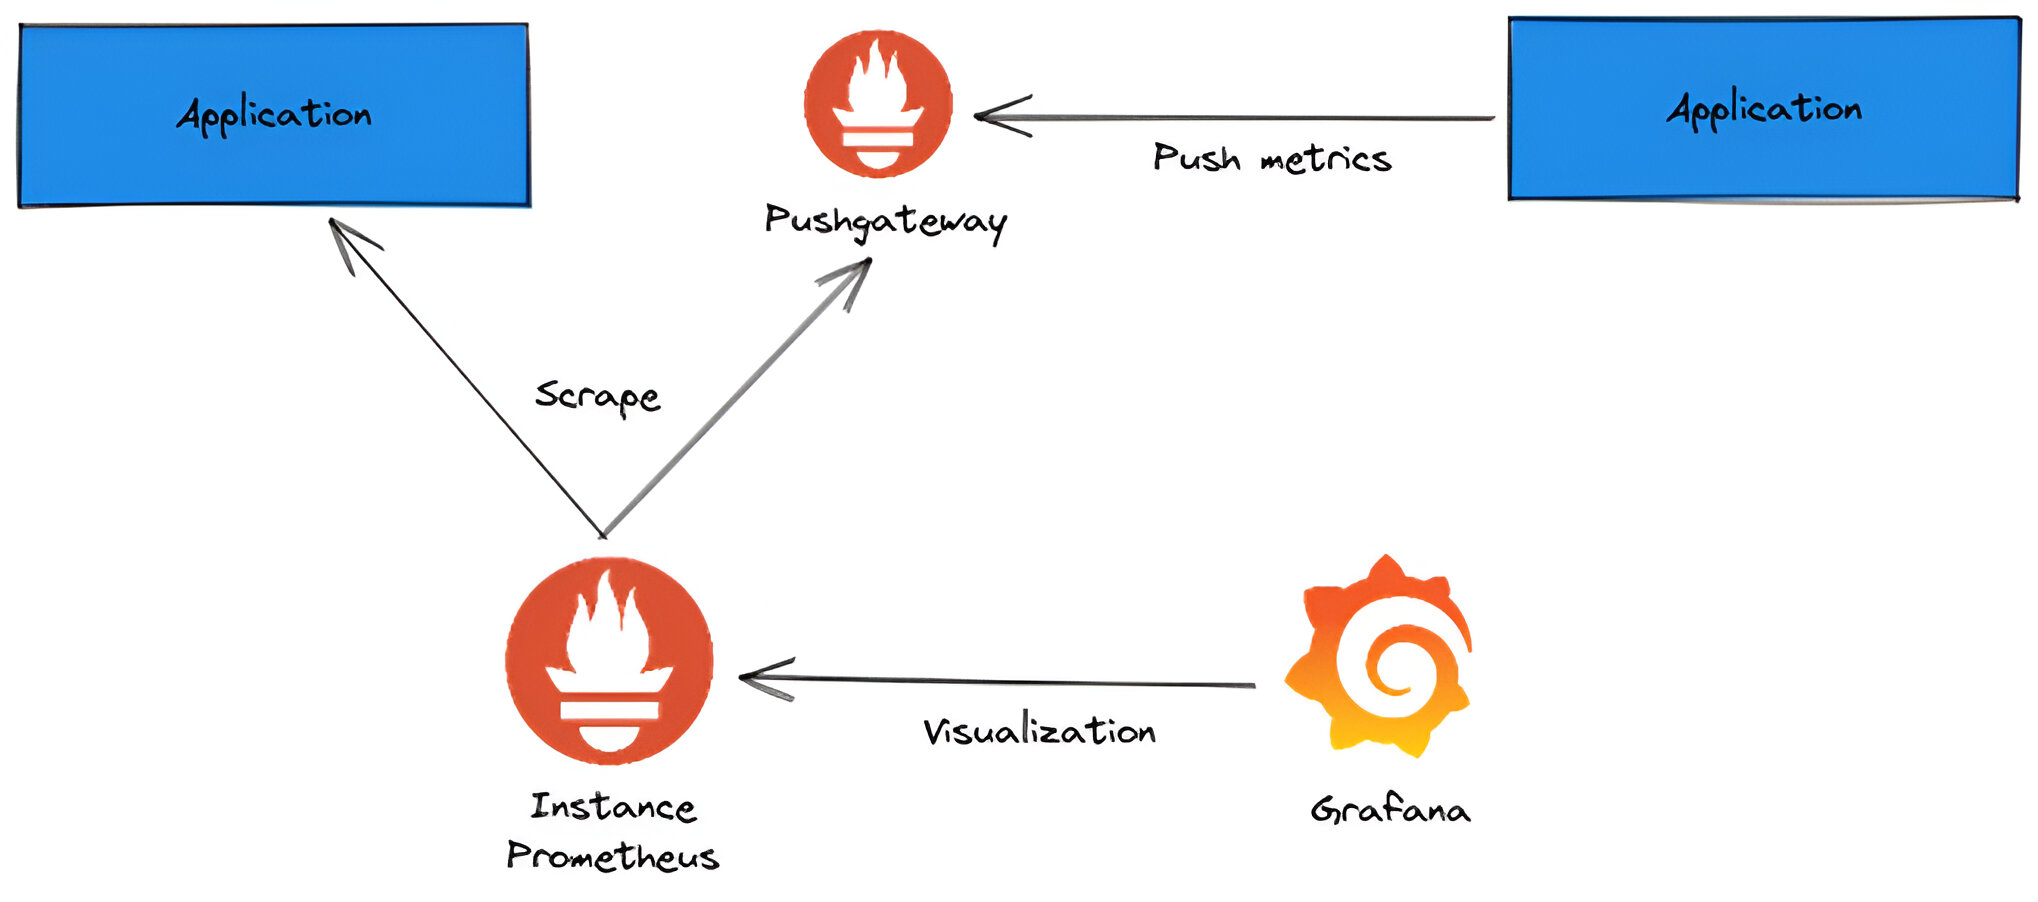 Application
Application
Push metrics
Pushgateway
Scrape
Visualization
Instance
Prometheus
Grafana